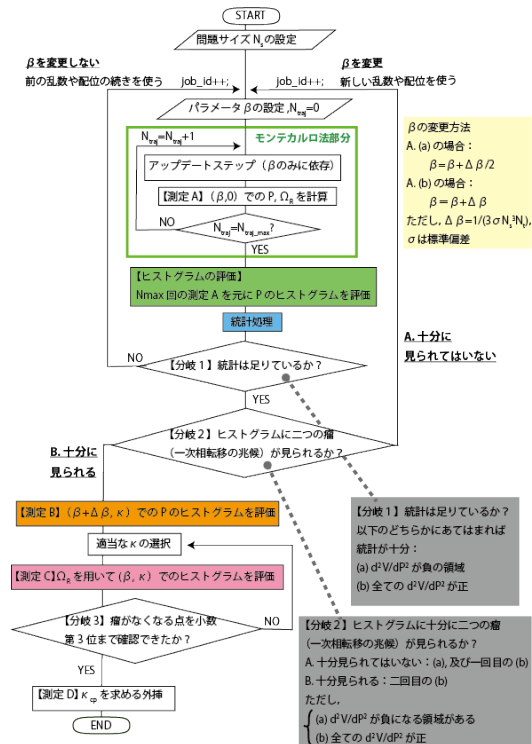 START
問題サイズ Nsの設定
βを変更しない
前の乱数や配位の続きを使う
job_id++;
job_id++;
βを変更
新しい乱数や配位を使う
パラメータ βの設定 ,Ntraj=0
Ntraj=Ntraj+1
モンテカルロ法部分
アップデートステップ（βのみに依存）
【測定 A】(β,0) での P, ΩRを計算
NO
Ntraj=Ntraj_max?
YES
βの変更方法
A. (a) の場合：
β=β+Δβ/2
A. (b) の場合：
β=β+Δβ
ただし, Δβ=1/(3σNs³Nt),
σは標準偏差
【ヒストグラムの評価】
Nmax 回の測定 A を元に P のヒストグラムを評価
統計処理
NO
【分岐 1】統計は足りているか？
YES
A. 十分に
見られてはいない
【分岐 2】ヒストグラムに二つの瘤
（一次相転移の兆候）が見られるか？
B. 十分に
見られる
【測定 B】(β+Δβ, κ) での P のヒストグラムを評価
適当な κ の選択
【測定 C】ΩRを用いて (β, κ) でのヒストグラムを評価
【分岐 3】瘤がなくなる点を小数
第 3 位まで確認できたか？
NO
YES
【測定 D】κcpを求める外挿
END
【分岐 1】統計は足りているか？
以下のどちらかにあてはまれば
統計が十分：
(a) d²V/dP² が負の領域
(b) 全ての d²V/dP² が正
【分岐 2】ヒストグラムに十分に二つの瘤
（一次相転移の兆候）が見られるか？
A. 十分見られてはいない：(a), 及び一回目の (b)
B. 十分見られる：二回目の (b)
ただし,
(a) d²V/dP² が負になる領域がある
(b) 全ての d²V/dP² が正